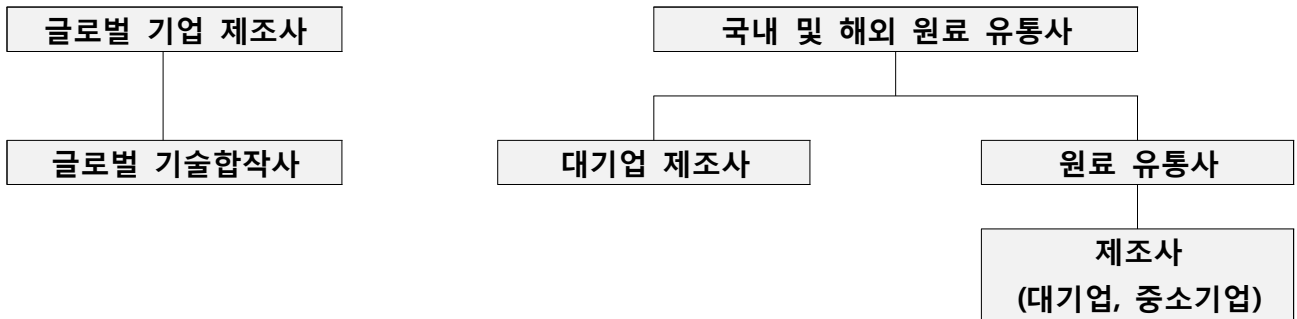 글로벌 기업 제조사
국내 및 해외 원료 유통사
글로벌 기술합작사
대기업 제조사
원료 유통사
제조사
(대기업, 중소기업)